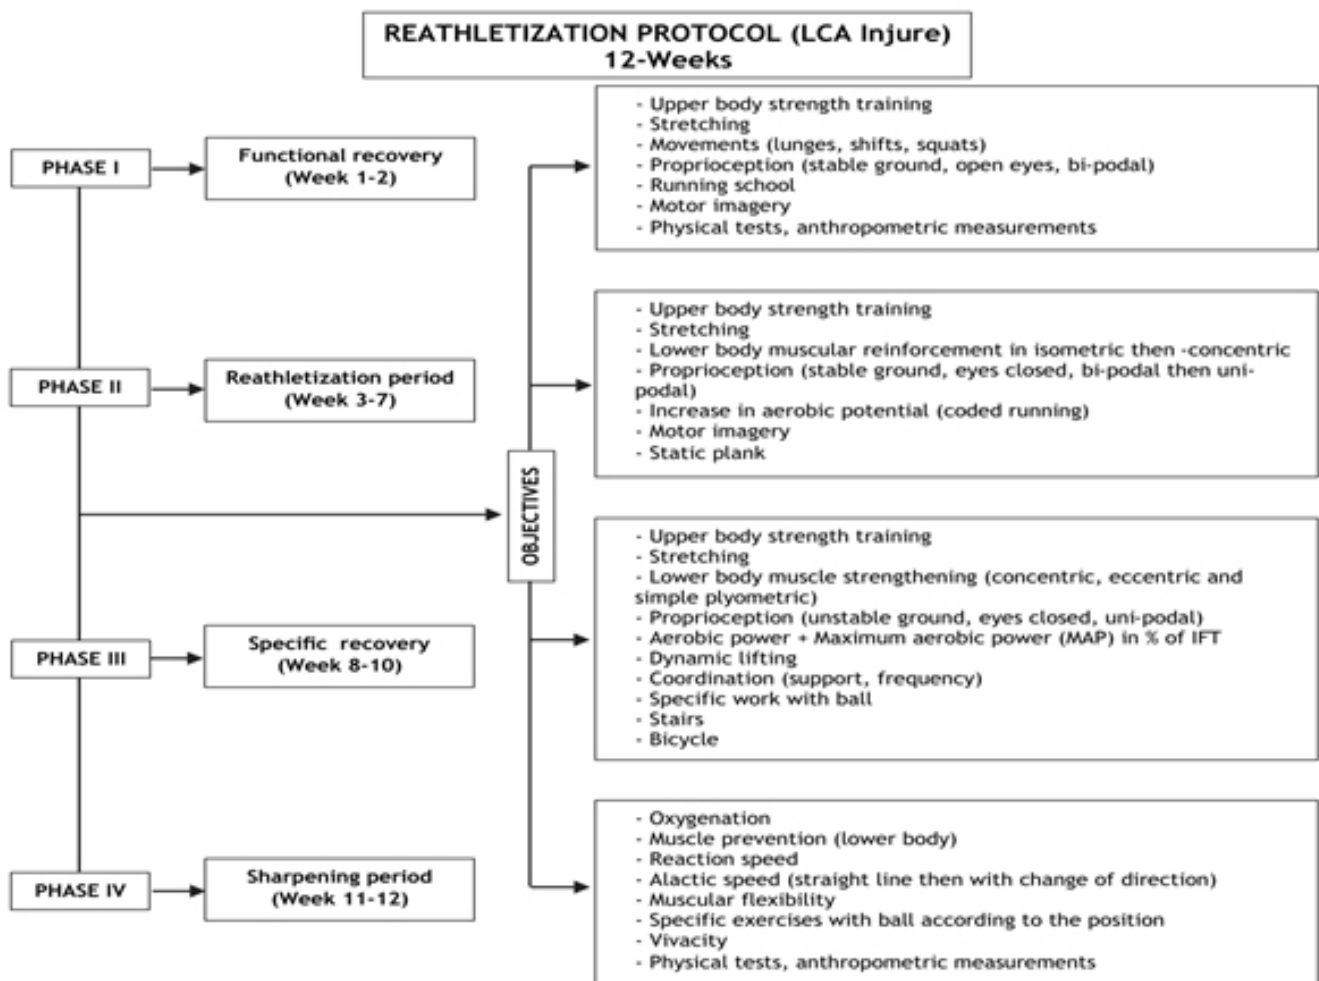 REATHLETIZATION PROTOCOL (LCA Injure)
12-Weeks
PHASE I
Functional recovery
(Week 1-2)
- Upper body strength training
- Stretching
- Movements (lunges, shifts, squats)
- Proprioception (stable ground, open eyes, bi-podal)
- Running school
- Motor imagery
- Physical tests, anthropometric measurements
PHASE II
Reathletization period
(Week 3-7)
- Upper body strength training
- Stretching
- Lower body muscular reinforcement in isometric then -concentric
- Proprioception (stable ground, eyes closed, bi-podal then uni-
podal)
- Increase in aerobic potential (coded running)
- Motor imagery
- Static plank
OBJECTIVES
PHASE III
Specific recovery
(Week 8-10)
- Upper body strength training
- Stretching
- Lower body muscle strengthening (concentric, eccentric and
simple plyometric)
- Proprioception (unstable ground, eyes closed, uni-podal)
- Aerobic power + Maximum aerobic power (MAP) in % of IFT
- Dynamic lifting
- Coordination (support, frequency)
- Specific work with ball
- Stairs
- Bicycle
PHASE IV
Sharpening period
(Week 11-12)
- Oxygenation
- Muscle prevention (lower body)
- Reaction speed
- Alactic speed (straight line then with change of direction)
- Muscular flexibility
- Specific exercises with ball according to the position
- Vivacity
- Physical tests, anthropometric measurements